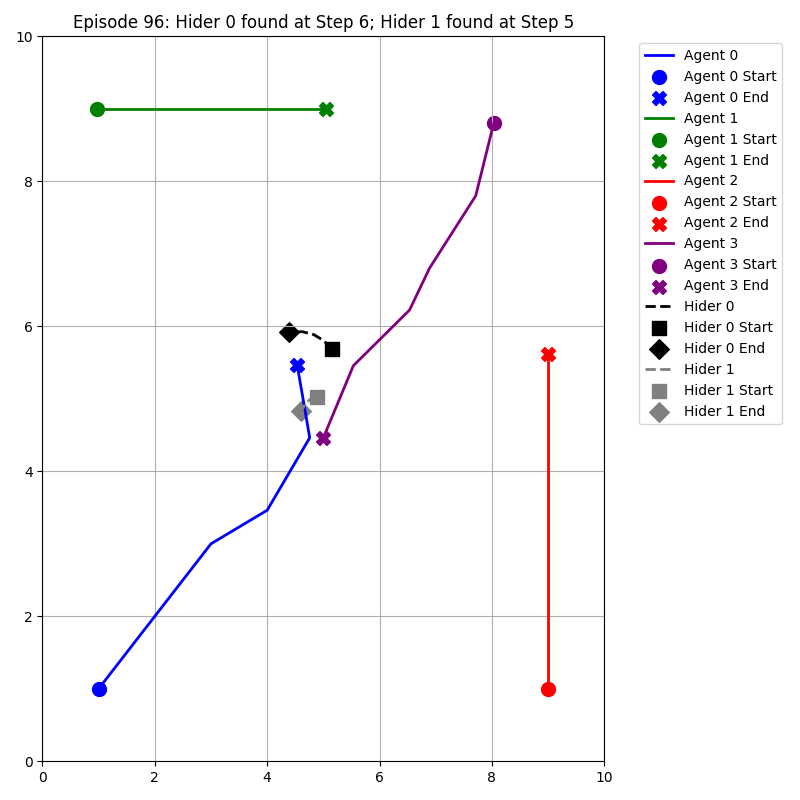 Episode 96: Hider 0 found at Step 6; Hider 1 found at Step 5
10
8
6
4
2
0
0 2 4 6 8 10
Agent 0
Agent 0 Start
Agent 0 End
Agent 1
Agent 1 Start
Agent 1 End
Agent 2
Agent 2 Start
Agent 2 End
Agent 3
Agent 3 Start
Agent 3 End
Hider 0
Hider 0 Start
Hider 0 End
Hider 1
Hider 1 Start
Hider 1 End